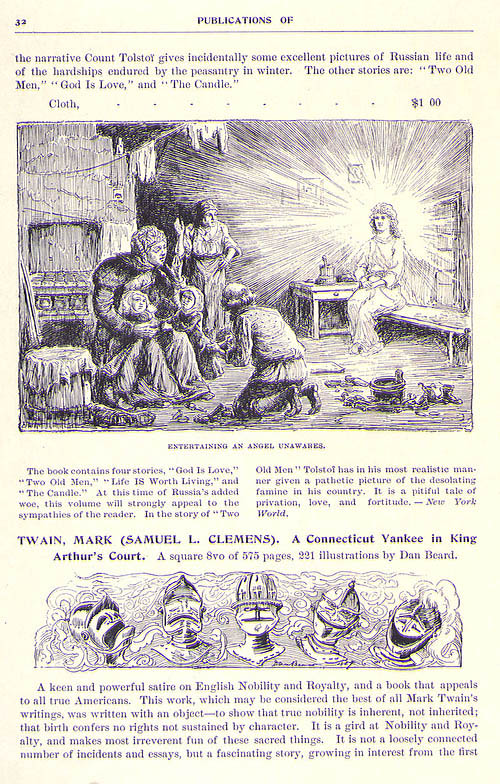 32
PUBLICATIONS OF
the narrative Count Tolstoï gives incidentally some excellent pictures of Russian life and
of the hardships endured by the peasantry in winter. The other stories are: "Two Old
Men," "God Is Love," and "The Candle."
Cloth, - - - - - - - - $1 00
ENTERTAINING AN ANGEL UNAWARES.
The book contains four stories, "God is Love,"
"Two Old Men," "Life IS Worth Living," and
"The Candle." At this time of Russia's added
woe, this volume will strongly appeal to the
sympathies of the reader. In the story of "Two
Old Men" Tolstoï has in his most realistic man-
ner given a pathetic picture of the desolating
famine in his country. It is a pitiful tale of
privation, love, and fortitude. — New York
World.
TWAIN, MARK (SAMUEL L. CLEMENS). A Connecticut Yankee in King
Arthur's Court. A square 8vo of 575 pages, 221 illustrations by Dan Beard.
Dan Beard
A keen and powerful satire on English Nobility and Royalty, and a book that appeals
to all true Americans. This work, which may be considered the best of all Mark Twain's
writings, was written with an object—to show that true nobility is inherent, not inherited;
that birth confers no rights not sustained by character. It is a gird at Nobility and Roy-
alty, and makes most irreverent fun of these sacred things. It is not a loosely connected
number of incidents and essays, but a fascinating story, growing in interest from the first